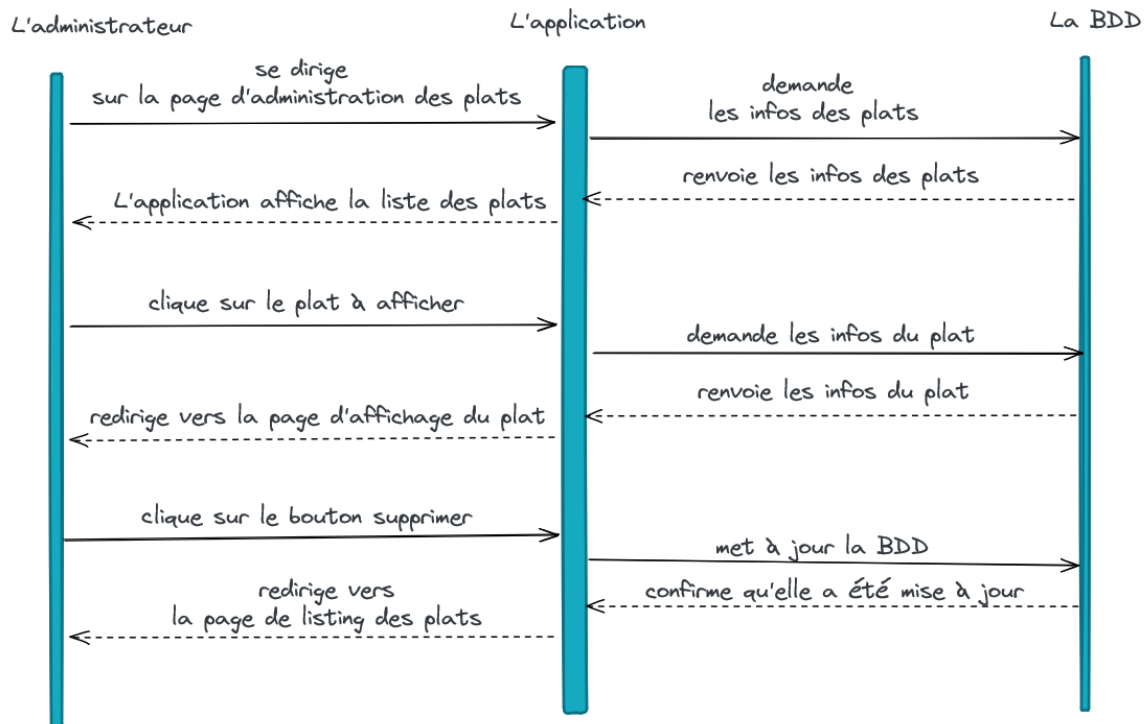 L'administrateur
L'application
La BDD
se dirige
sur la page d'administration des plats
demande
les infos des plats
renvoie les infos des plats
L'application affiche la liste des plats
clique sur le plat à afficher
demande les infos du plat
renvoie les infos du plat
redirige vers la page d'affichage du plat
clique sur le bouton supprimer
met à jour la BDD
confirme qu'elle a été mise à jour
redirige vers
la page de listing des plats